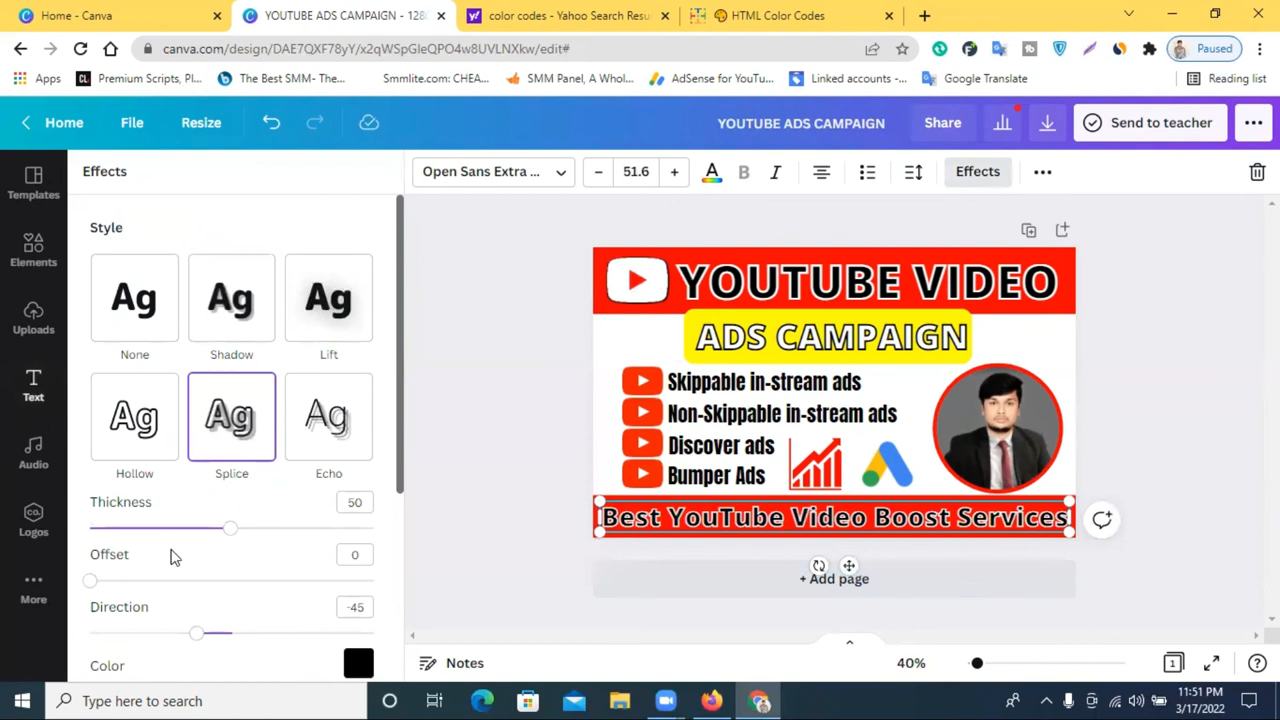 Home - Canva
YOUTUBE ADS CAMPAIGN - 1280
color codes - Yahoo Search Resu
HTML Color Codes
canva.com/design/DAE7QXF78yY/x2qWSpGIeQPO4w8UVLNXkw/edit#
Paused
Apps
Premium Scripts, Pl...
The Best SMM- The...
Smmlite.com: CHEA...
SMM Panel, A Whol...
AdSense for YouTu...
Linked accounts -...
Google Translate
Reading list
Home
File
Resize
YOUTUBE ADS CAMPAIGN
Share
Send to teacher
Templates
Elements
Uploads
Text
Audio
Logos
More
Effects
Open Sans Extra ...
51.6
A
B
I
Effects
Style
Ag
Ag
Ag
None
Shadow
Lift
Ag
Ag
Ag
Hollow
Splice
Echo
Thickness
50
Offset
0
Direction
-45
Color
YOUTUBE VIDEO
ADS CAMPAIGN
Skippable in-stream ads
Non-Skippable in-stream ads
Discover ads
Bumper Ads
Best YouTube Video Boost Services
+ Add page
Notes
40%
1
Type here to search
11:51 PM
3/17/2022